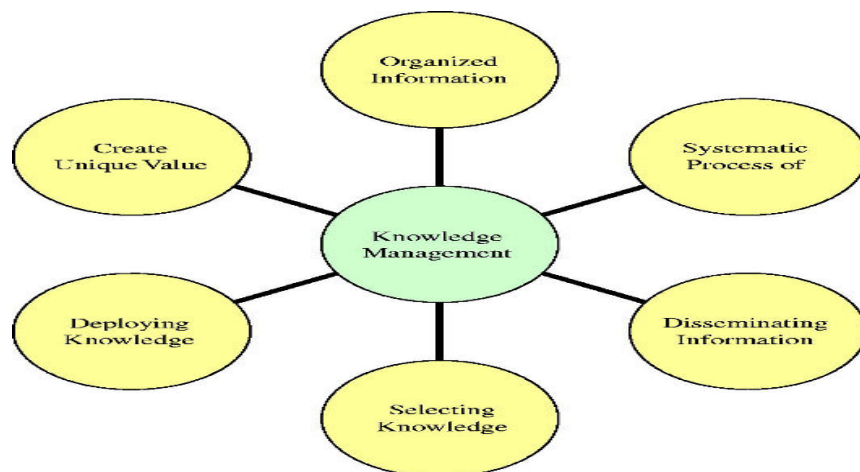 Organized
Information
Create
Unique Value
Systematic
Process of
Knowledge
Management
Deploying
Knowledge
Disseminating
Information
Selecting
Knowledge